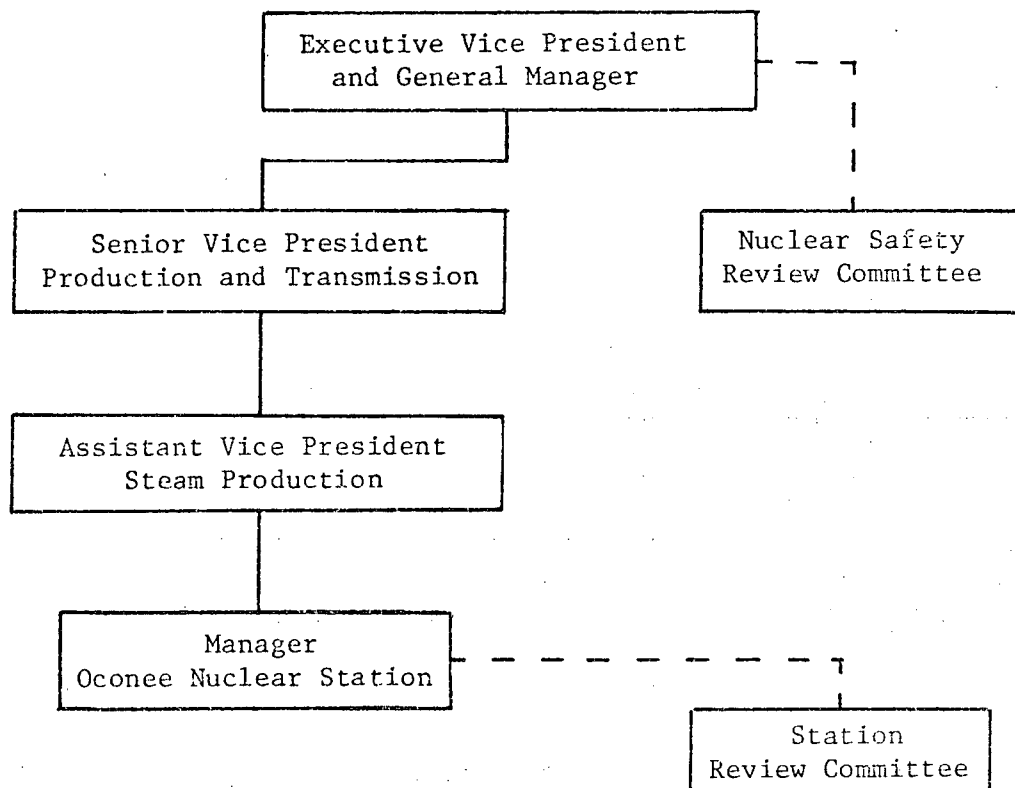 Executive Vice President
and General Manager
Senior Vice President
Production and Transmission
Nuclear Safety
Review Committee
Assistant Vice President
Steam Production
Manager
Oconee Nuclear Station
Station
Review Committee